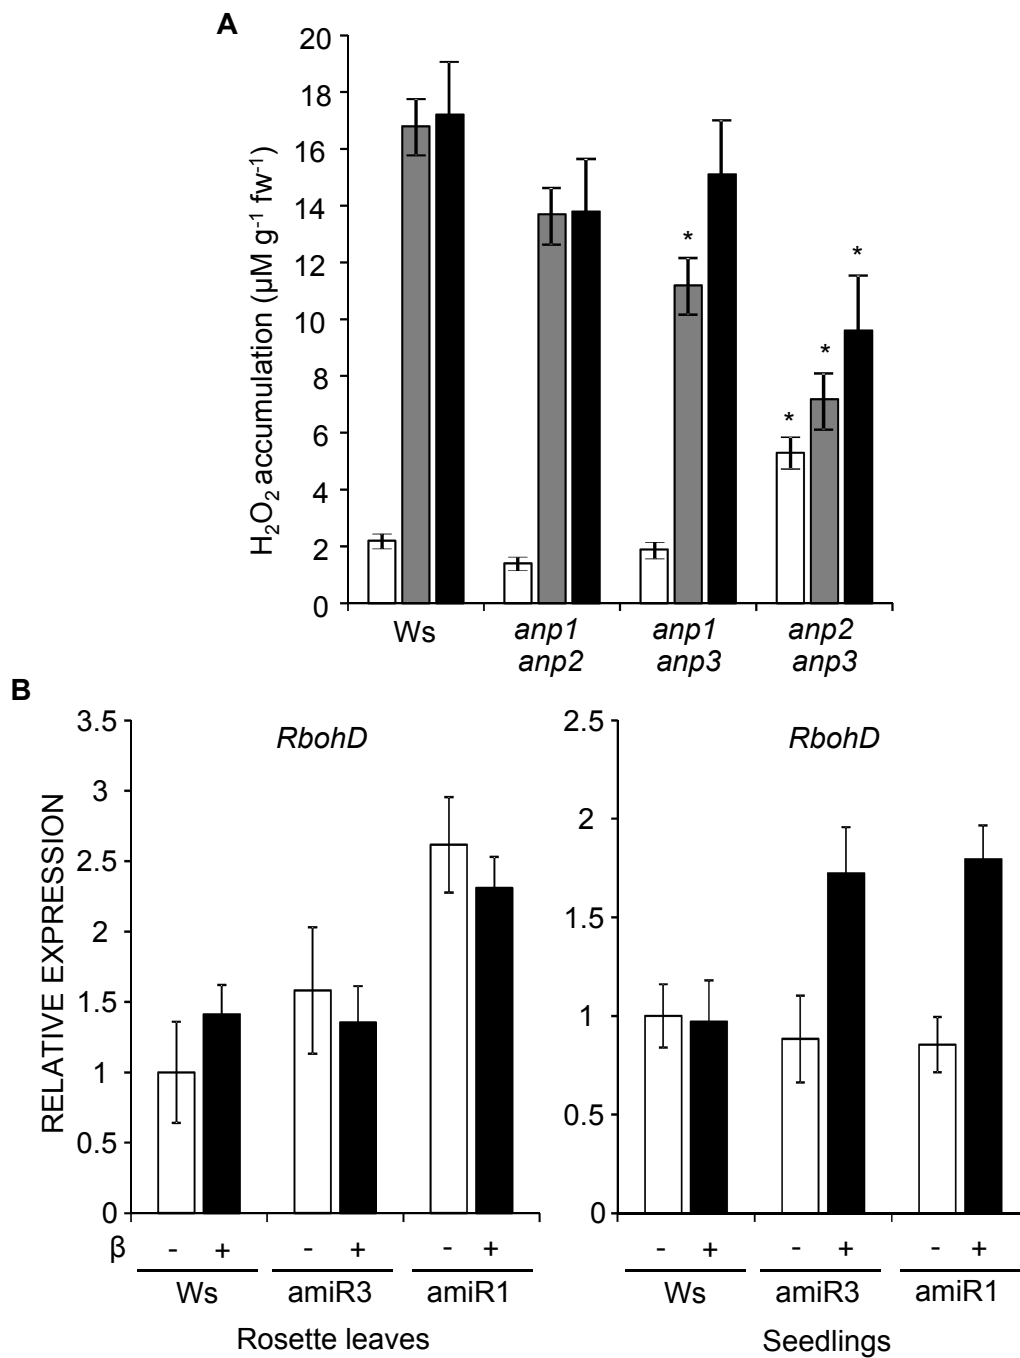 A
H₂O₂ accumulation (µM g⁻¹ fw⁻¹)
20
18
16
14
12
10
8
6
4
2
0
*
*
*
*
*
Ws
anp1 anp2
anp1 anp3
anp2 anp3
B
RELATIVE EXPRESSION
3.5
3
2.5
2
1.5
1
0.5
0
RbohD
β - + - + - +
Ws amiR3 amiR1
Rosette leaves
2.5
2
1.5
1
0.5
0
RbohD
- + - + - +
Ws amiR3 amiR1
Seedlings